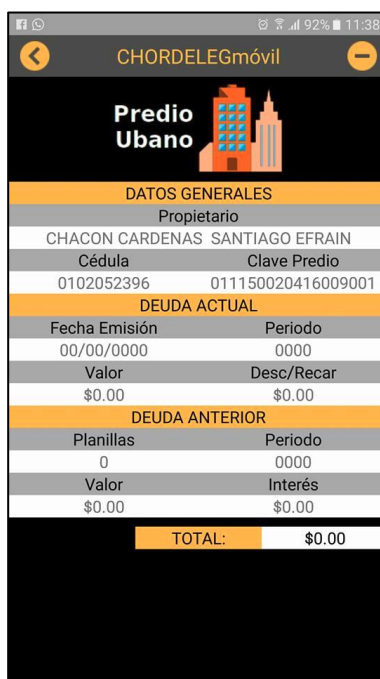 92% 11:38
CHORDELEGmóvil
Predio
Ubano
DATOS GENERALES
Propietario
CHACON CARDENAS SANTIAGO EFRAIN
Cédula Clave Predio
0102052396 011150020416009001
DEUDA ACTUAL
Fecha Emisión Periodo
00/00/0000 0000
Valor Desc/Recar
$0.00 $0.00
DEUDA ANTERIOR
Planillas Periodo
0 0000
Valor Interés
$0.00 $0.00
TOTAL: $0.00